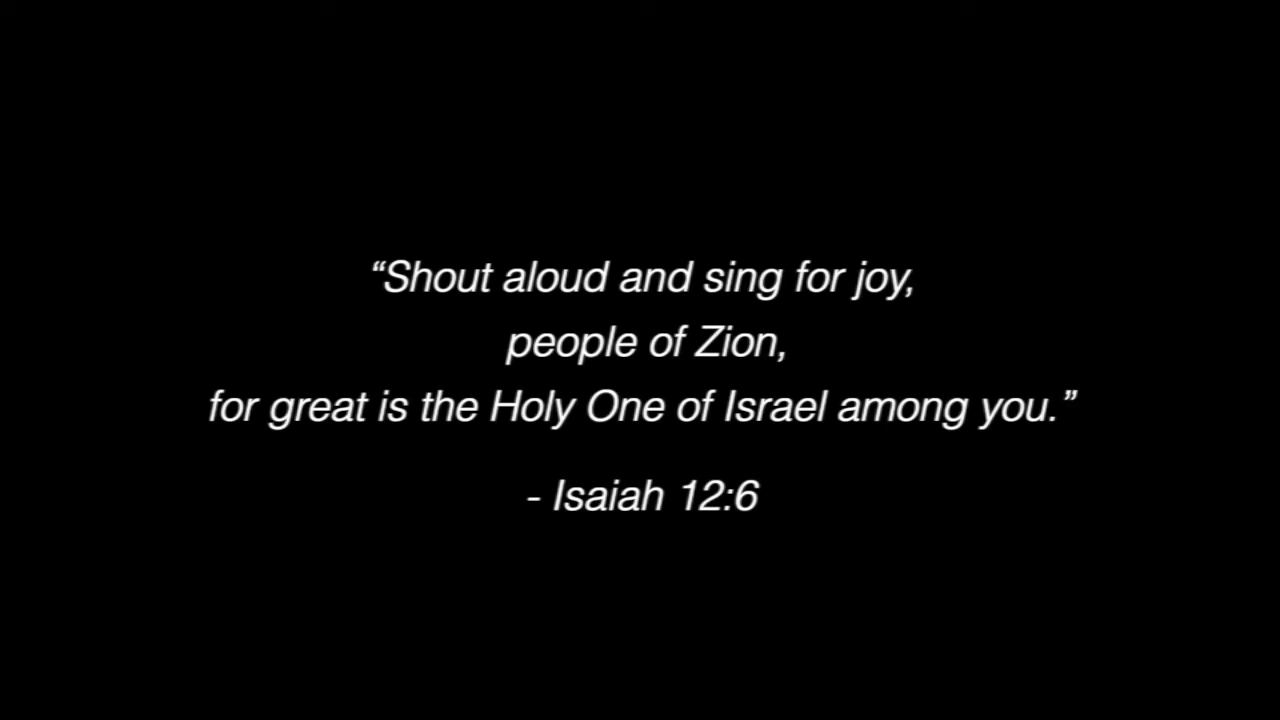 “Shout aloud and sing for joy,
people of Zion,
for great is the Holy One of Israel among you.”
- Isaiah 12:6